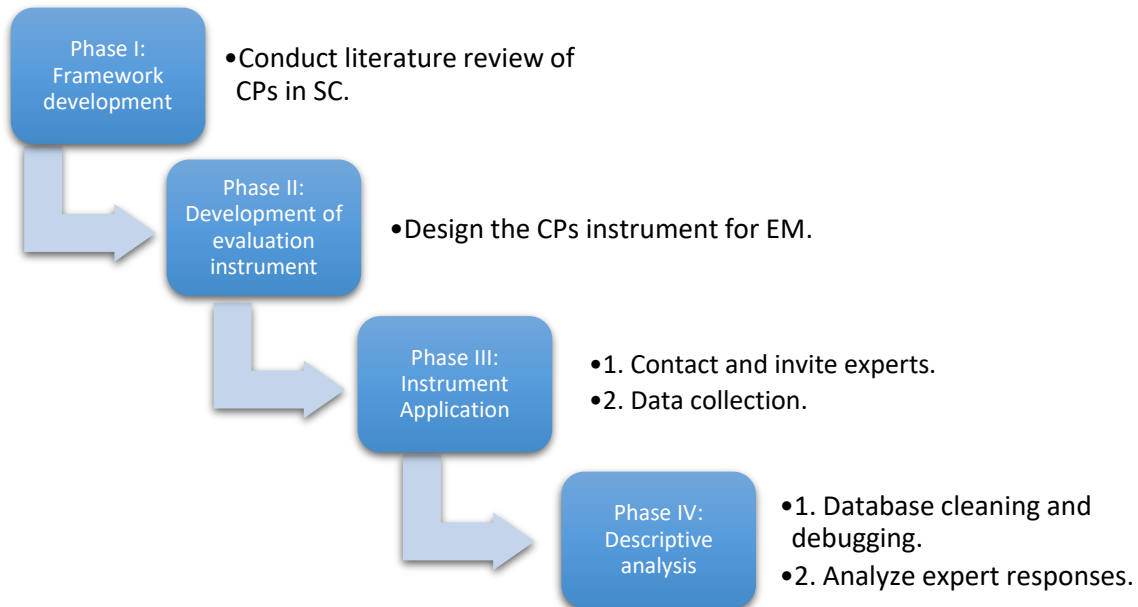 Phase I:
Framework
development
•Conduct literature review of
CPs in SC.
Phase II:
Development of
evaluation
instrument
•Design the CPs instrument for EM.
Phase III:
Instrument
Application
•1. Contact and invite experts.
•2. Data collection.
Phase IV:
Descriptive
analysis
•1. Database cleaning and
debugging.
•2. Analyze expert responses.